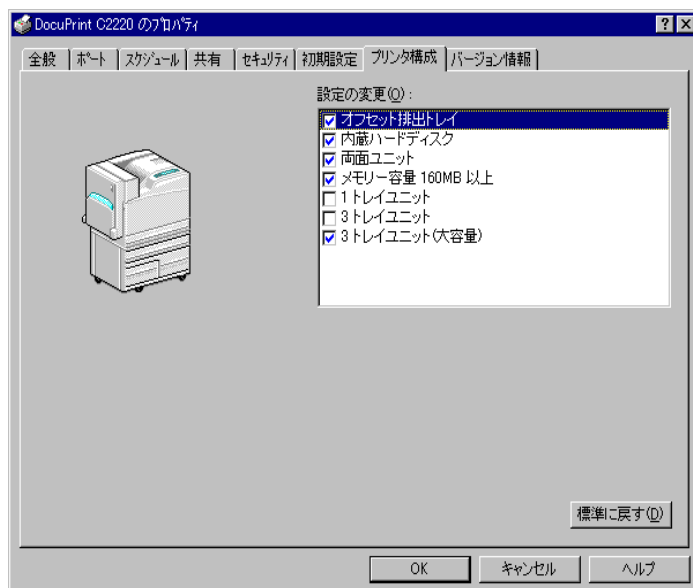 DocuPrint C2220 のﾌﾟﾛﾊﾟﾃｨ
全般 ﾎﾟｰﾄ ｽｹｼﾞｭｰﾙ 共有 ｾｷｭﾘﾃｨ 初期設定 プリンタ構成 バージョン情報
設定の変更(O):
オフセット排出トレイ
内蔵ハードディスク
両面ユニット
メモリー容量 160MB 以上
1 トレイユニット
3 トレイユニット
3 トレイユニット(大容量)
標準に戻す(D)
OK キャンセル ヘルプ